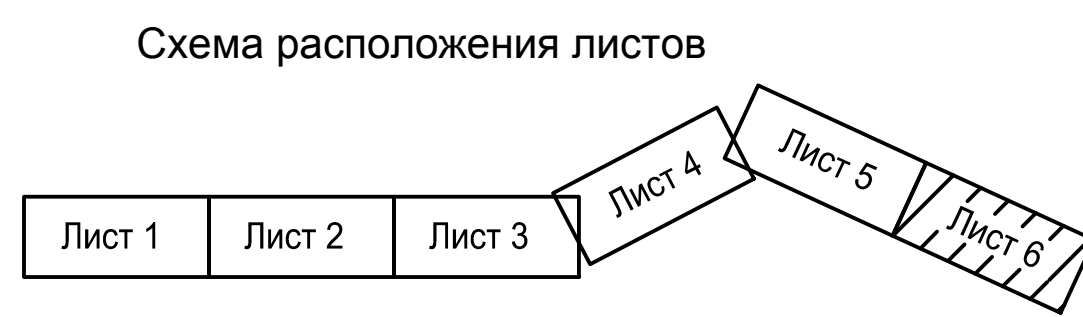 Схема расположения листов
Лист 1
Лист 2
Лист 3
Лист 4
Лист 5
Лист 6